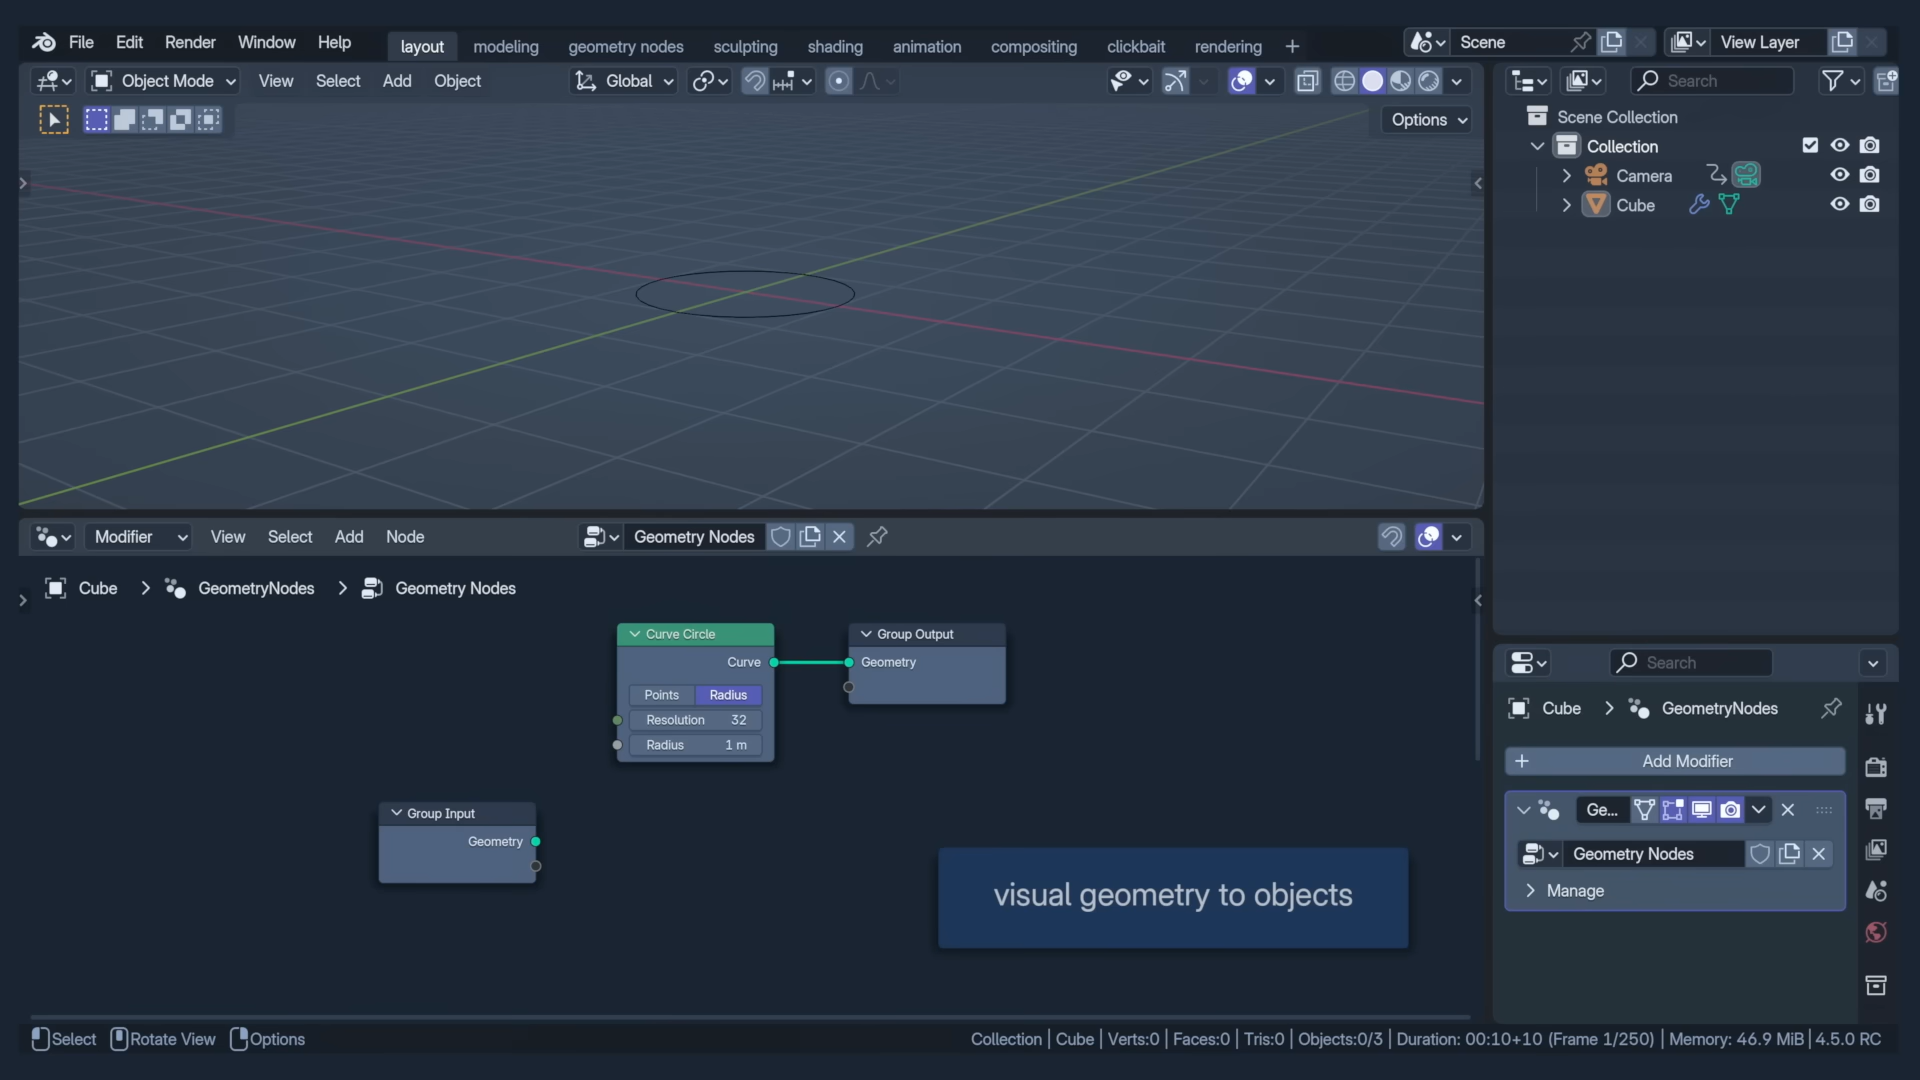 File Edit Render Window Help layout modeling geometry nodes sculpting shading animation compositing clickbait rendering + Scene View Layer
Object Mode View Select Add Object Global Search
Options
Scene Collection
Collection
Camera
Cube
Modifier View Select Add Node Geometry Nodes
Cube > GeometryNodes > Geometry Nodes
Curve Circle
Curve
Points Radius
Resolution 32
Radius 1 m
Group Output
Geometry
Group Input
Geometry
visual geometry to objects
Search
Cube > GeometryNodes
+ Add Modifier
Ge...
Geometry Nodes
Manage
Select Rotate View Options
Collection | Cube | Verts:0 | Faces:0 | Tris:0 | Objects:0/3 | Duration: 00:10+10 (Frame 1/250) | Memory: 46.9 MiB | 4.5.0 RC